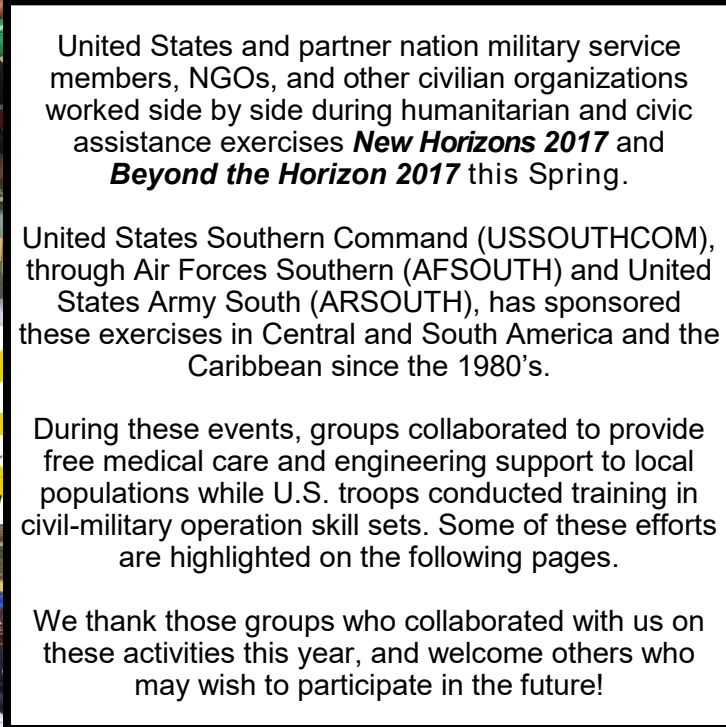 United States and partner nation military service
members, NGOs, and other civilian organizations
worked side by side during humanitarian and civic
assistance exercises New Horizons 2017 and
Beyond the Horizon 2017 this Spring.
United States Southern Command (USSOUTHCOM),
through Air Forces Southern (AFSOUTH) and United
States Army South (ARSOUTH), has sponsored
these exercises in Central and South America and the
Caribbean since the 1980’s.
During these events, groups collaborated to provide
free medical care and engineering support to local
populations while U.S. troops conducted training in
civil-military operation skill sets. Some of these efforts
are highlighted on the following pages.
We thank those groups who collaborated with us on
these activities this year, and welcome others who
may wish to participate in the future!